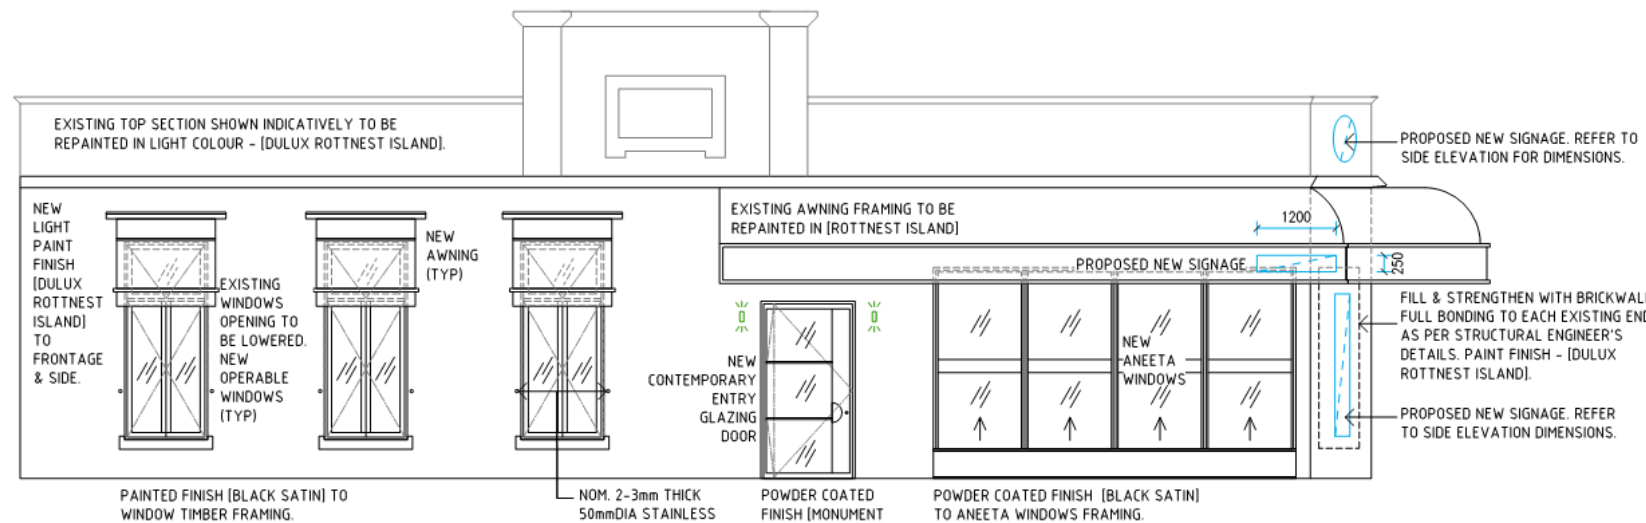 EXISTING TOP SECTION SHOWN INDICATIVELY TO BE
REPAINTED IN LIGHT COLOUR - [DULUX ROTTNEST ISLAND].
PROPOSED NEW SIGNAGE. REFER TO
SIDE ELEVATION FOR DIMENSIONS.
NEW
LIGHT
PAINT
FINISH
[DULUX
ROTTNEST
ISLAND]
TO
FRONTAGE
& SIDE.
EXISTING
WINDOWS
OPENING TO
BE LOWERED.
NEW
OPERABLE
WINDOWS
(TYP)
NEW
AWNING
(TYP)
EXISTING AWNING FRAMING TO BE
REPAINTED IN [ROTTNEST ISLAND]
1200
PROPOSED NEW SIGNAGE
250
NEW
CONTEMPORARY
ENTRY
GLAZING
DOOR
NEW
ANEETA
WINDOWS
FILL & STRENGTHEN WITH BRICKWALL
FULL BONDING TO EACH EXISTING END
AS PER STRUCTURAL ENGINEER'S
DETAILS. PAINT FINISH - [DULUX
ROTTNEST ISLAND].
PROPOSED NEW SIGNAGE. REFER
TO SIDE ELEVATION DIMENSIONS.
PAINTED FINISH [BLACK SATIN] TO
WINDOW TIMBER FRAMING.
NOM. 2-3mm THICK
50mmDIA STAINLESS
POWDER COATED
FINISH [MONUMENT
POWDER COATED FINISH [BLACK SATIN]
TO ANEETA WINDOWS FRAMING.